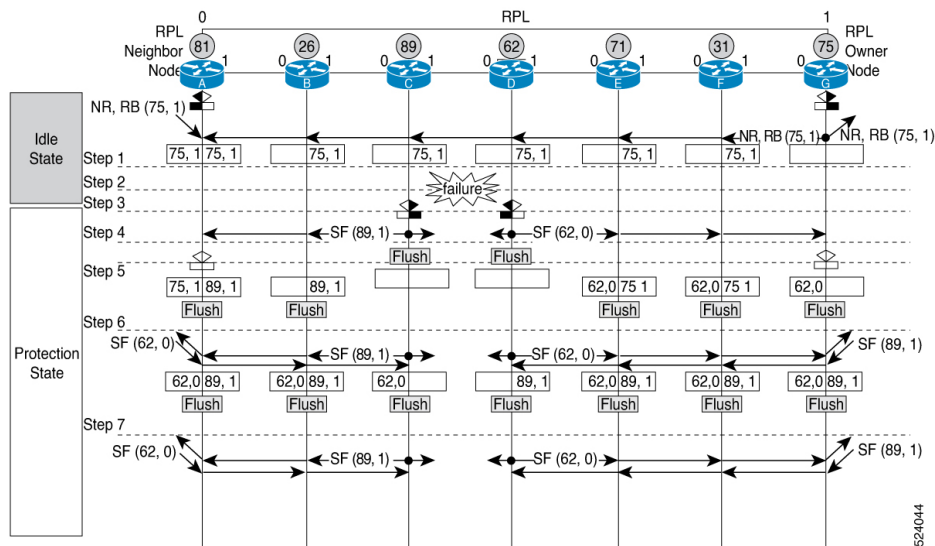 0 RPL 1
RPL Neighbor Node 81 26 89 62 71 31 75 RPL Owner Node
0 1 0 1 0 1 0 1 0 1 0 1 0 1
A B C D E F G
NR, RB (75, 1)
NR, RB (75, 1) NR, RB (75, 1)
Idle State
Step 1 75, 1 75, 1 75, 1 75, 1 75, 1 75, 1 75, 1
Step 2 failure
Step 3
Step 4 SF (89, 1) SF (62, 0)
Flush Flush
Step 5
75, 1 89, 1 89, 1 62,0 75 1 62,0 75 1 62,0
Flush Flush Flush Flush Flush
Step 6
Protection State
SF (62, 0) SF (89, 1) SF (62, 0) SF (89, 1)
62,0 89, 1 62,0 89, 1 62,0 89, 1 62,0 89, 1 62,0 89, 1 62,0 89, 1
Flush Flush Flush Flush Flush Flush Flush
Step 7
SF (62, 0) SF (89, 1) SF (62, 0) SF (89, 1)
524044